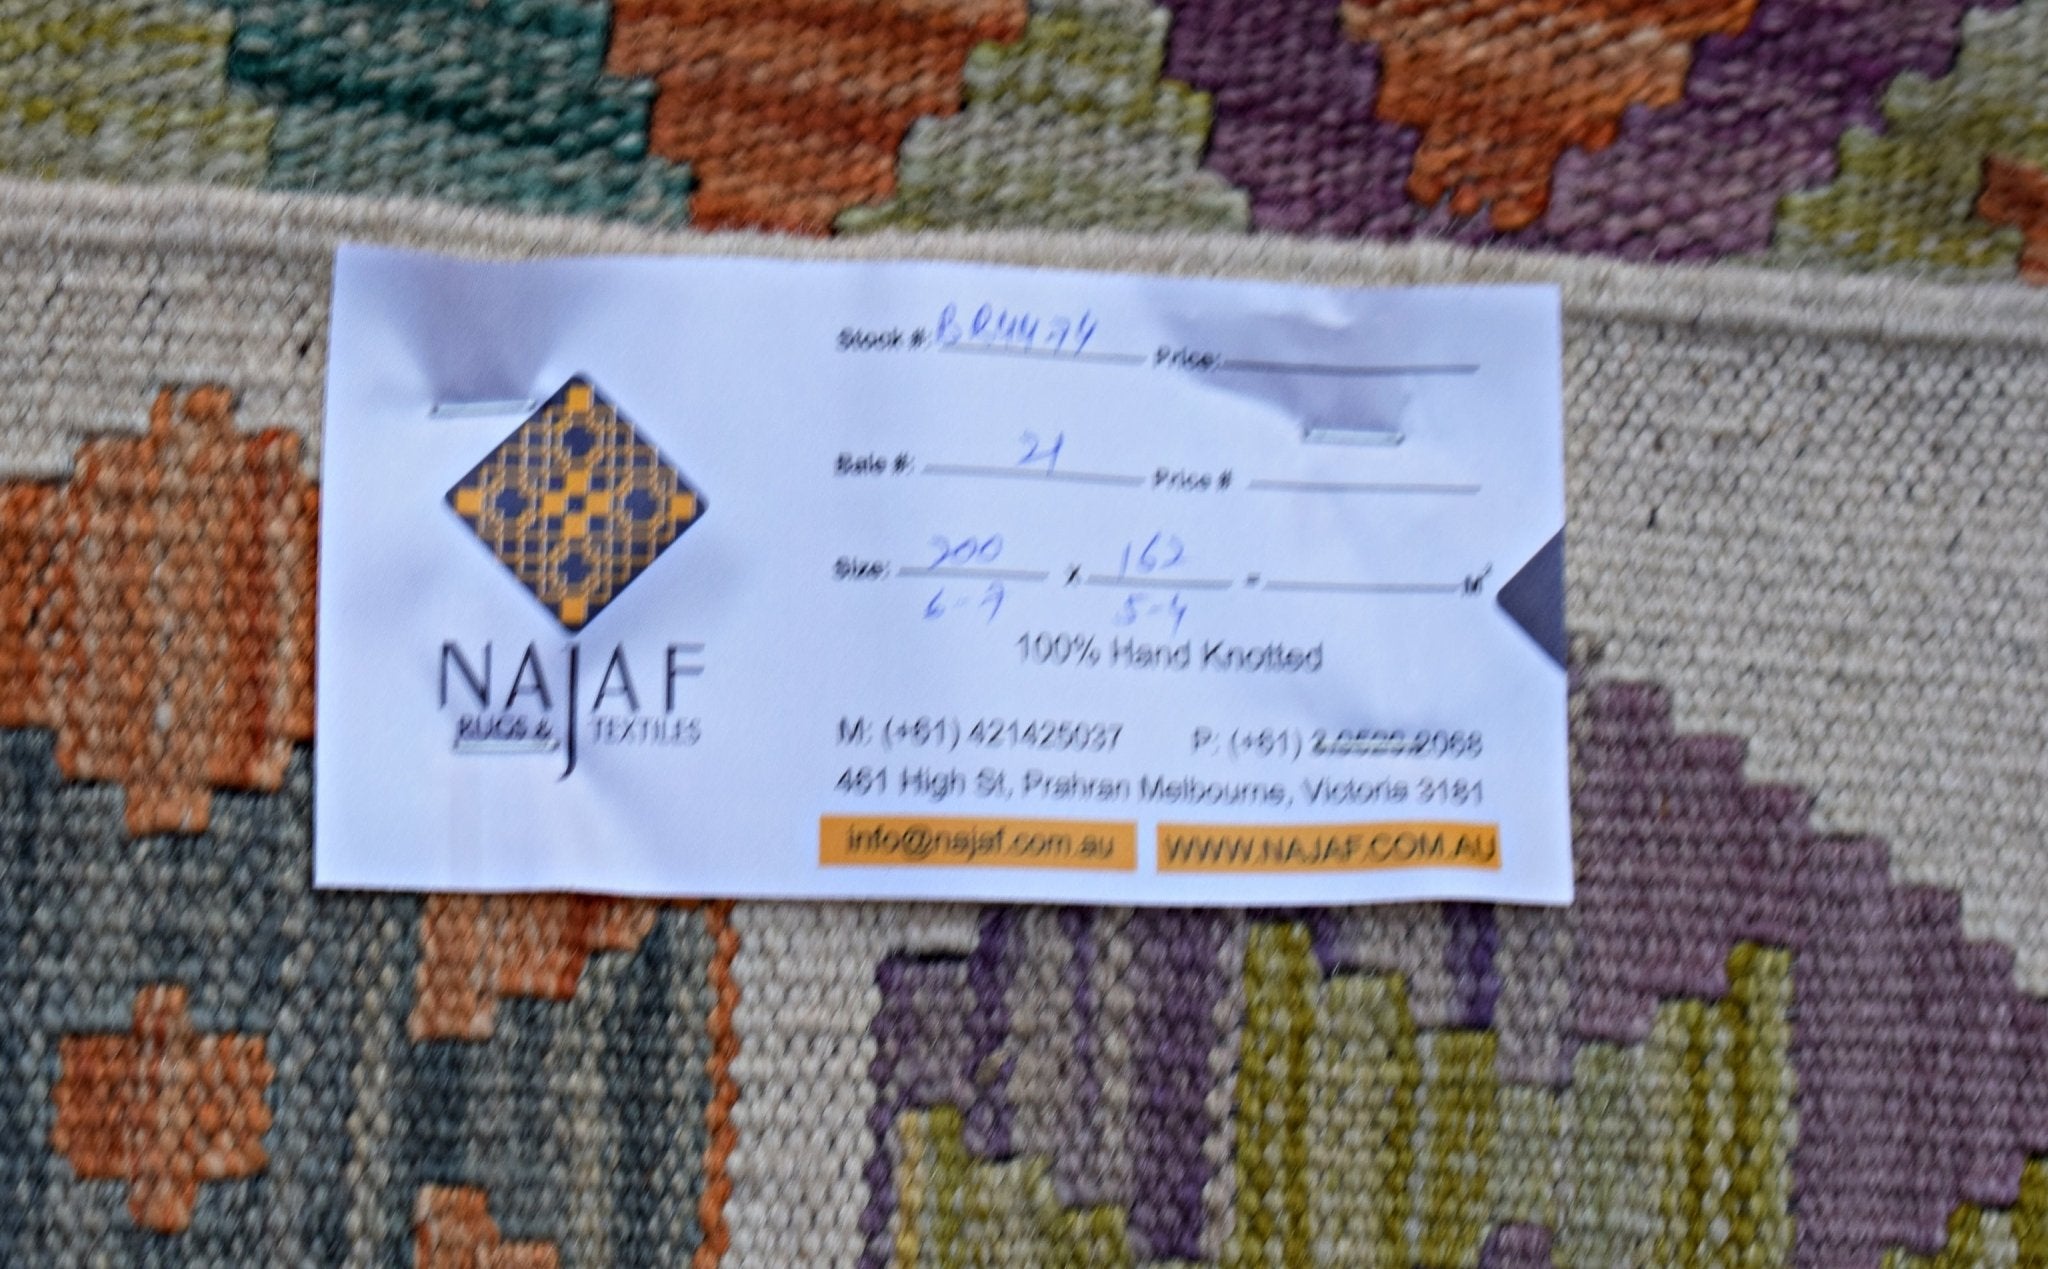 Stock #: BR4474 Price:
Bale #: 21 Price #
Size: 200 x 162 = M²
6-7 5-4
100% Hand Knotted
NAJAF
RUGS & TEXTILES
M: (+61) 421425037 P: (+61)
461 High St, Prahran Melbourne, Victoria 3181
info@najaf.com.au WWW.NAJAF.COM.AU